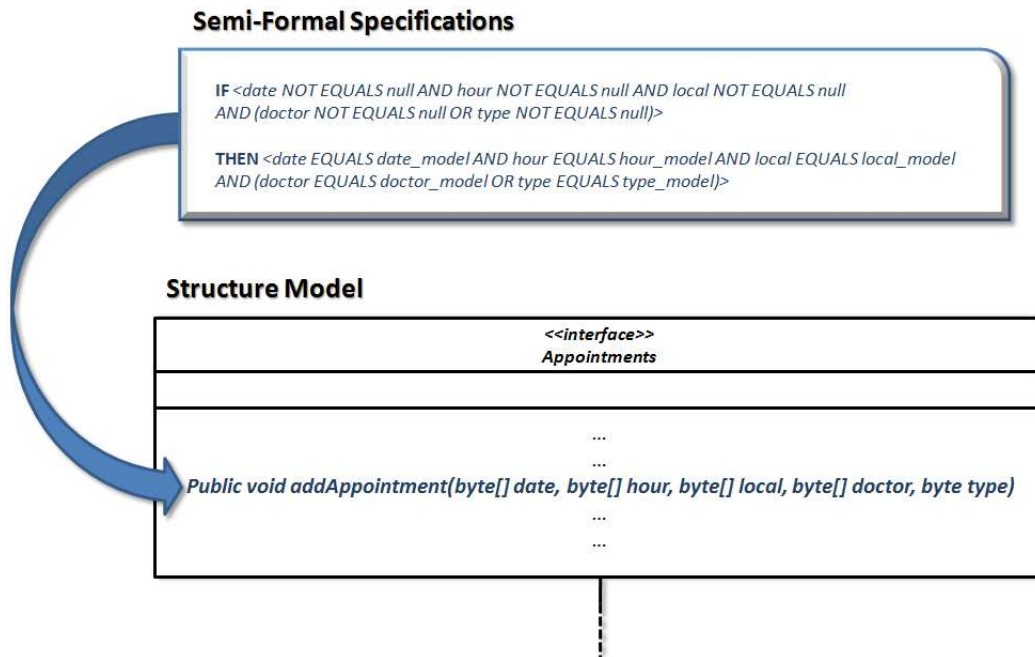 Semi-Formal Specifications
IF <date NOT EQUALS null AND hour NOT EQUALS null AND local NOT EQUALS null
AND (doctor NOT EQUALS null OR type NOT EQUALS null)>
THEN <date EQUALS date_model AND hour EQUALS hour_model AND local EQUALS local_model
AND (doctor EQUALS doctor_model OR type EQUALS type_model)>
Structure Model
<<interface>>
Appointments
...
...
Public void addAppointment(byte[] date, byte[] hour, byte[] local, byte[] doctor, byte type)
...
...